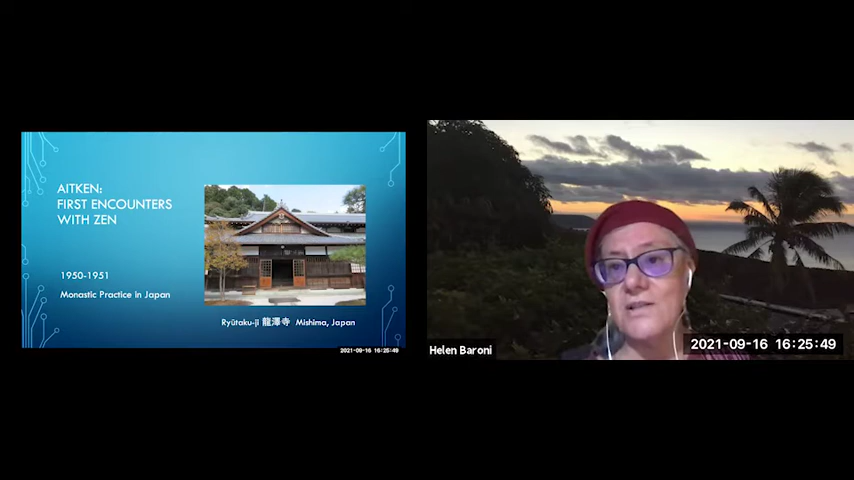 AITKEN:
FIRST ENCOUNTERS
WITH ZEN
1950-1951
Monastic Practice in Japan
Ryūtaku-ji 龍澤寺 Mishima, Japan
2021-09-16 16:25:49
Helen Baroni
2021-09-16 16:25:49